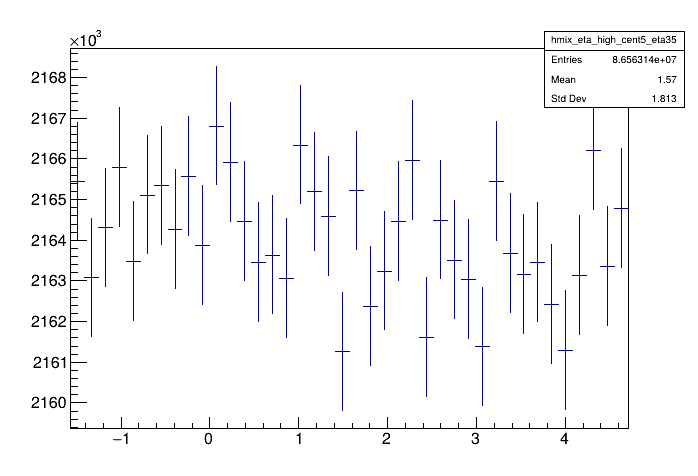 ×10³
hmix_eta_high_cent5_eta35
Entries 8.656314e+07
Mean 1.57
Std Dev 1.813
2168
2167
2166
2165
2164
2163
2162
2161
2160
−1 0 1 2 3 4